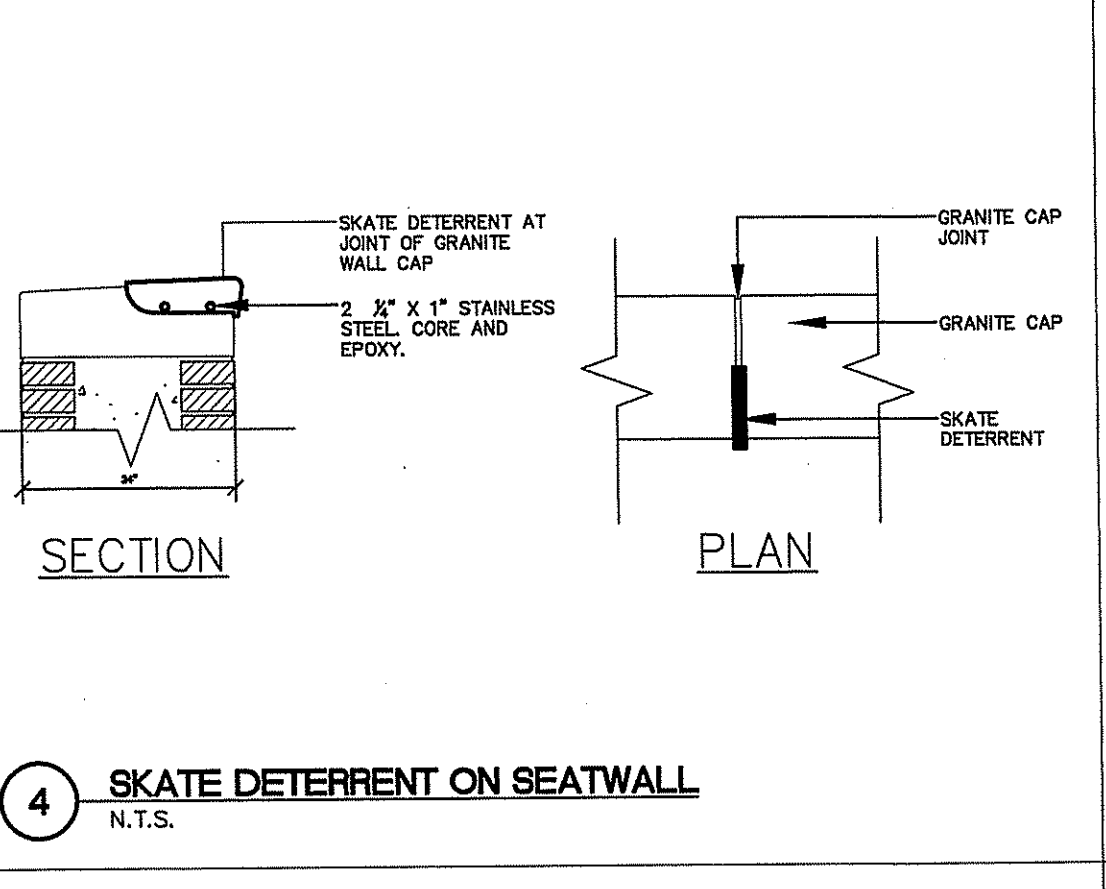 SKATE DETERRENT AT
JOINT OF GRANITE
WALL CAP
2 ¼" X 1" STAINLESS
STEEL. CORE AND
EPOXY.
24"
SECTION
GRANITE CAP
JOINT
GRANITE CAP
SKATE
DETERRENT
PLAN
4
SKATE DETERRENT ON SEATWALL
N.T.S.